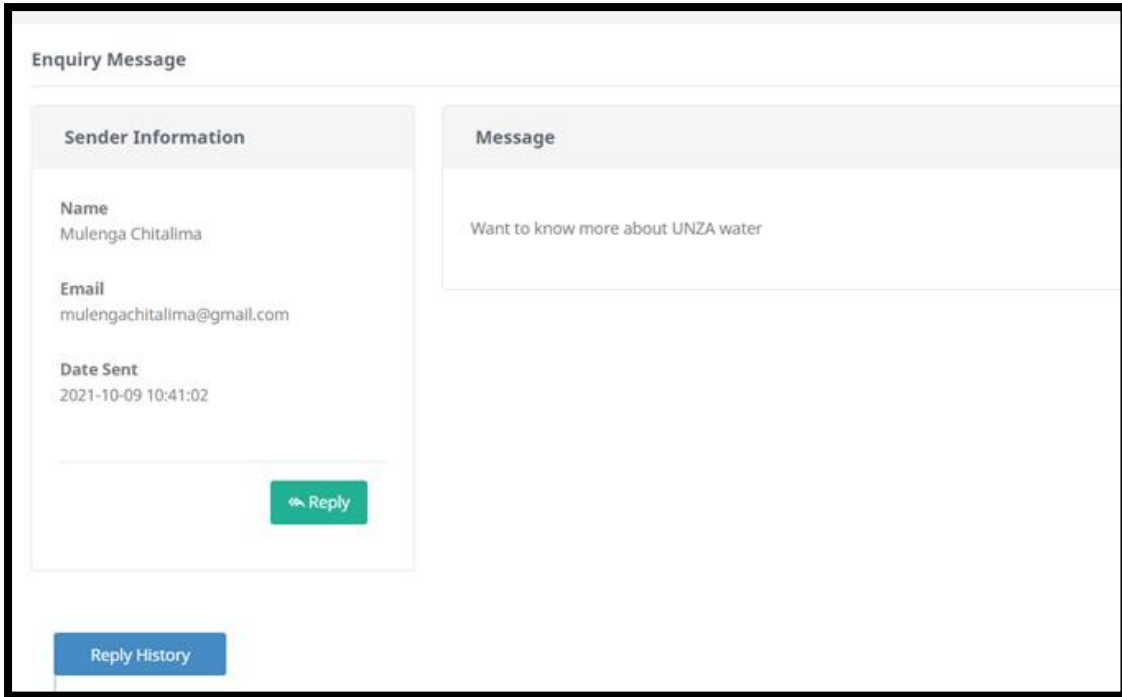 Enquiry Message
Sender Information
Name
Mulenga Chitalima
Email
mulengachitalima@gmail.com
Date Sent
2021-10-09 10:41:02
Reply
Message
Want to know more about UNZA water
Reply History